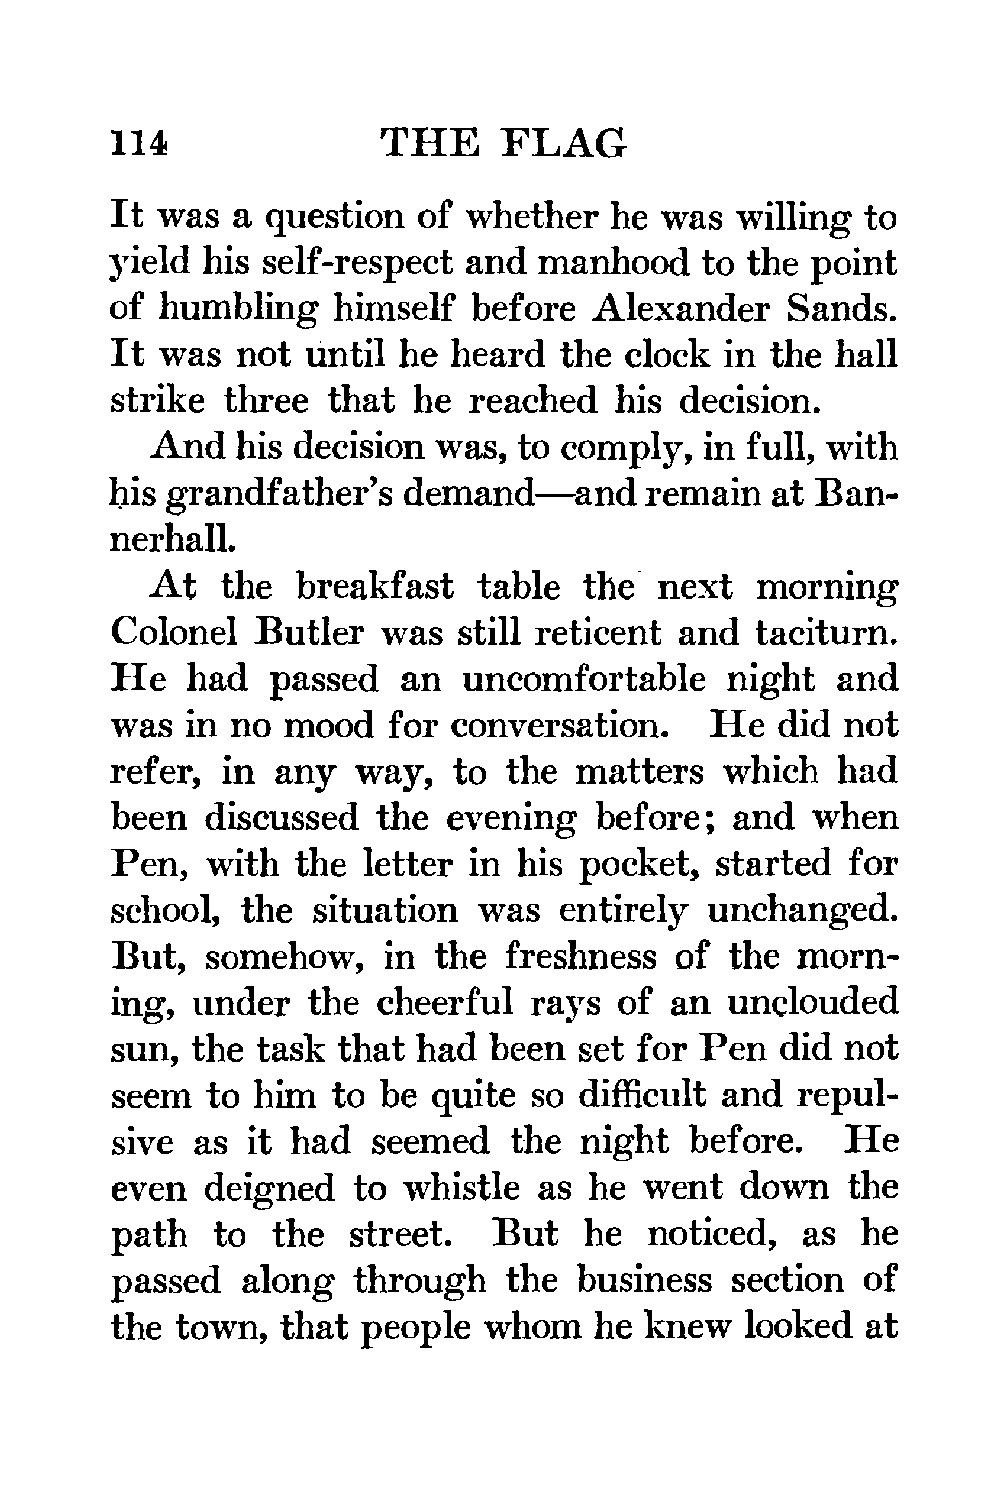 114 THE FLAG
It was a question of whether he was willing to
yield his self-respect and manhood to the point
of humbling himself before Alexander Sands.
It was not until he heard the clock in the hall
strike three that he reached his decision.
And his decision was, to comply, in full, with
his grandfather's demand—and remain at Ban-
nerhall.
At the breakfast table the next morning
Colonel Butler was still reticent and taciturn.
He had passed an uncomfortable night and
was in no mood for conversation. He did not
refer, in any way, to the matters which had
been discussed the evening before; and when
Pen, with the letter in his pocket, started for
school, the situation was entirely unchanged.
But, somehow, in the freshness of the morn-
ing, under the cheerful rays of an unclouded
sun, the task that had been set for Pen did not
seem to him to be quite so difficult and repul-
sive as it had seemed the night before. He
even deigned to whistle as he went down the
path to the street. But he noticed, as he
passed along through the business section of
the town, that people whom he knew looked at